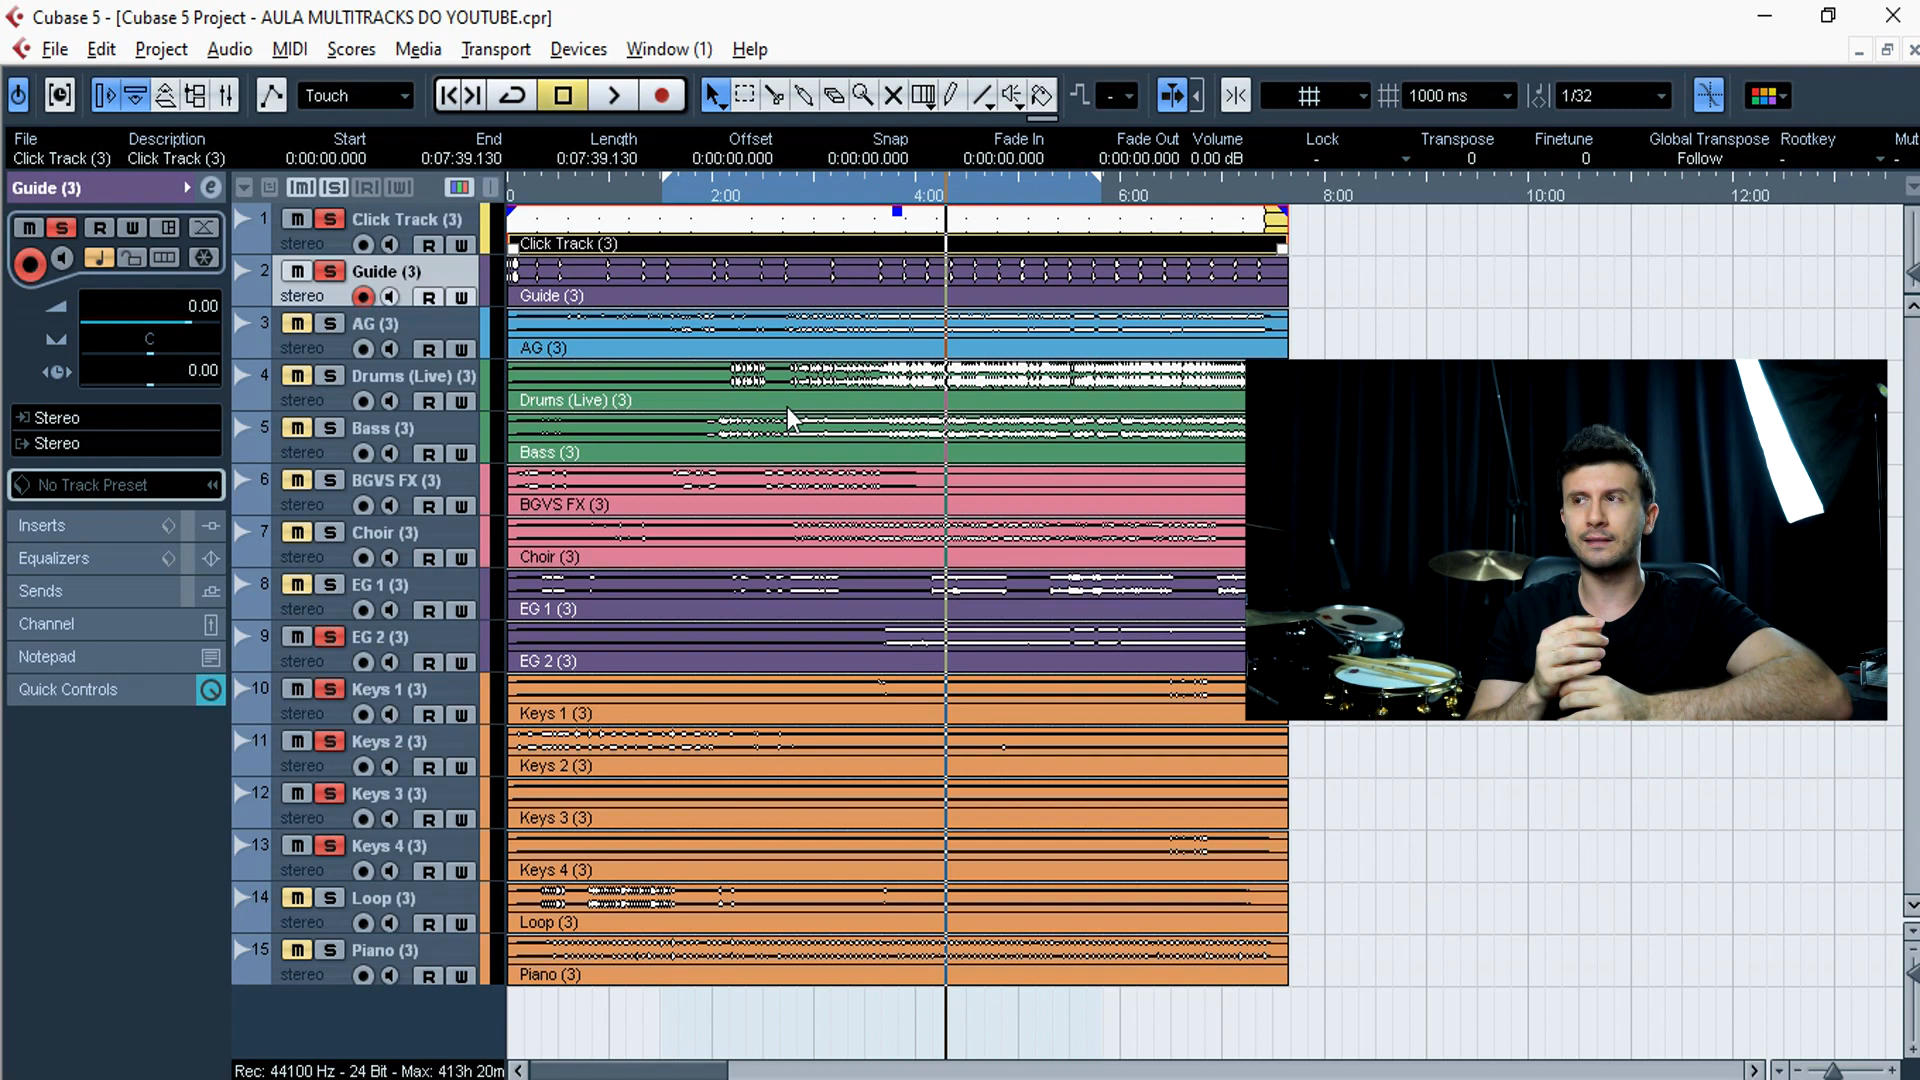 Cubase 5 - [Cubase 5 Project - AULA MULTITRACKS DO YOUTUBE.cpr]
File Edit Project Audio MIDI Scores Media Transport Devices Window (1) Help
Touch - 1000 ms 1/32
File Description Start End Length Offset Snap Fade In Fade Out Volume Lock Transpose Finetune Global Transpose Rootkey Mut
Click Track (3) Click Track (3) 0:00:00.000 0:07:39.130 0:07:39.130 0:00:00.000 0:00:00.000 0:00:00.000 0:00:00.000 0.00 dB - 0 0 Follow - -
Guide (3) e
m S R W
0.00
C
0.00
Stereo
Stereo
No Track Preset
Inserts
Equalizers
Sends
Channel
Notepad
Quick Controls
[m] [S] [R] [W]
0 2:00 4:00 6:00 8:00 10:00 12:00
1 m S Click Track (3)
stereo R W
Click Track (3)
2 m S Guide (3)
stereo R W
Guide (3)
3 m S AG (3)
stereo R W
AG (3)
4 m S Drums (Live) (3)
stereo R W
Drums (Live) (3)
5 m S Bass (3)
stereo R W
Bass (3)
6 m S BGVS FX (3)
stereo R W
BGVS FX (3)
7 m S Choir (3)
stereo R W
Choir (3)
8 m S EG 1 (3)
stereo R W
EG 1 (3)
9 m S EG 2 (3)
stereo R W
EG 2 (3)
10 m S Keys 1 (3)
stereo R W
Keys 1 (3)
11 m S Keys 2 (3)
stereo R W
Keys 2 (3)
12 m S Keys 3 (3)
stereo R W
Keys 3 (3)
13 m S Keys 4 (3)
stereo R W
Keys 4 (3)
14 m S Loop (3)
stereo R W
Loop (3)
15 m S Piano (3)
stereo R W
Piano (3)
Rec: 44100 Hz - 24 Bit - Max: 413h 20m